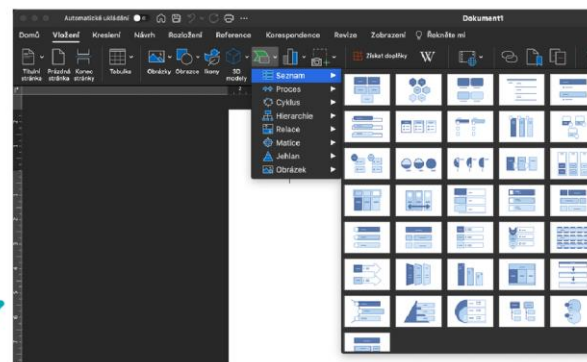 Automatické ukládání
Dokument1
Domů Vložení Kreslení Návrh Rozložení Reference Korespondence Revize Zobrazení Řekněte mi
Titulní stránka Prázdná stránka Konec stránky Tabulka Obrázky Obrazce Ikony 3D modely Získat doplňky W
Seznam
Proces
Cyklus
Hierarchie
Relace
Matice
Jehlan
Obrázek